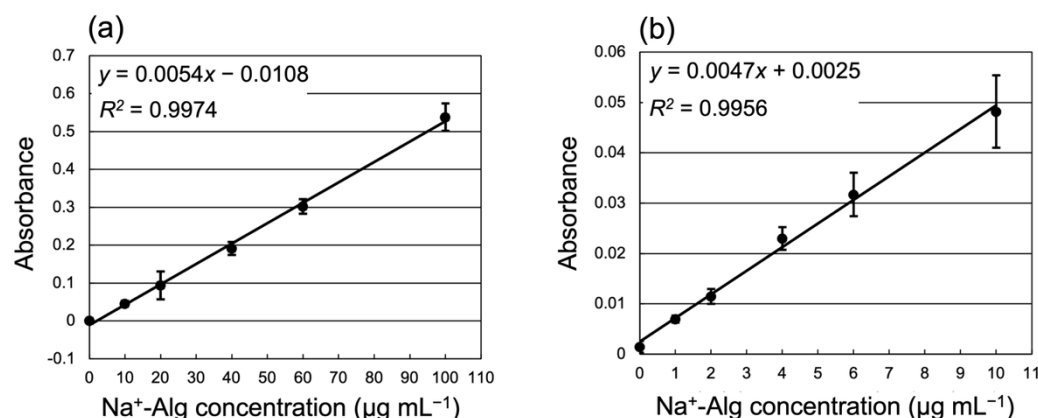 (a)
y = 0.0054x − 0.0108
R² = 0.9974
0.7
0.6
0.5
0.4
0.3
0.2
0.1
0
-0.1
0 10 20 30 40 50 60 70 80 90 100 110
Absorbance
Na⁺-Alg concentration (µg mL⁻¹)
(b)
y = 0.0047x + 0.0025
R² = 0.9956
0.06
0.05
0.04
0.03
0.02
0.01
0
0 1 2 3 4 5 6 7 8 9 10 11
Absorbance
Na⁺-Alg concentration (µg mL⁻¹)